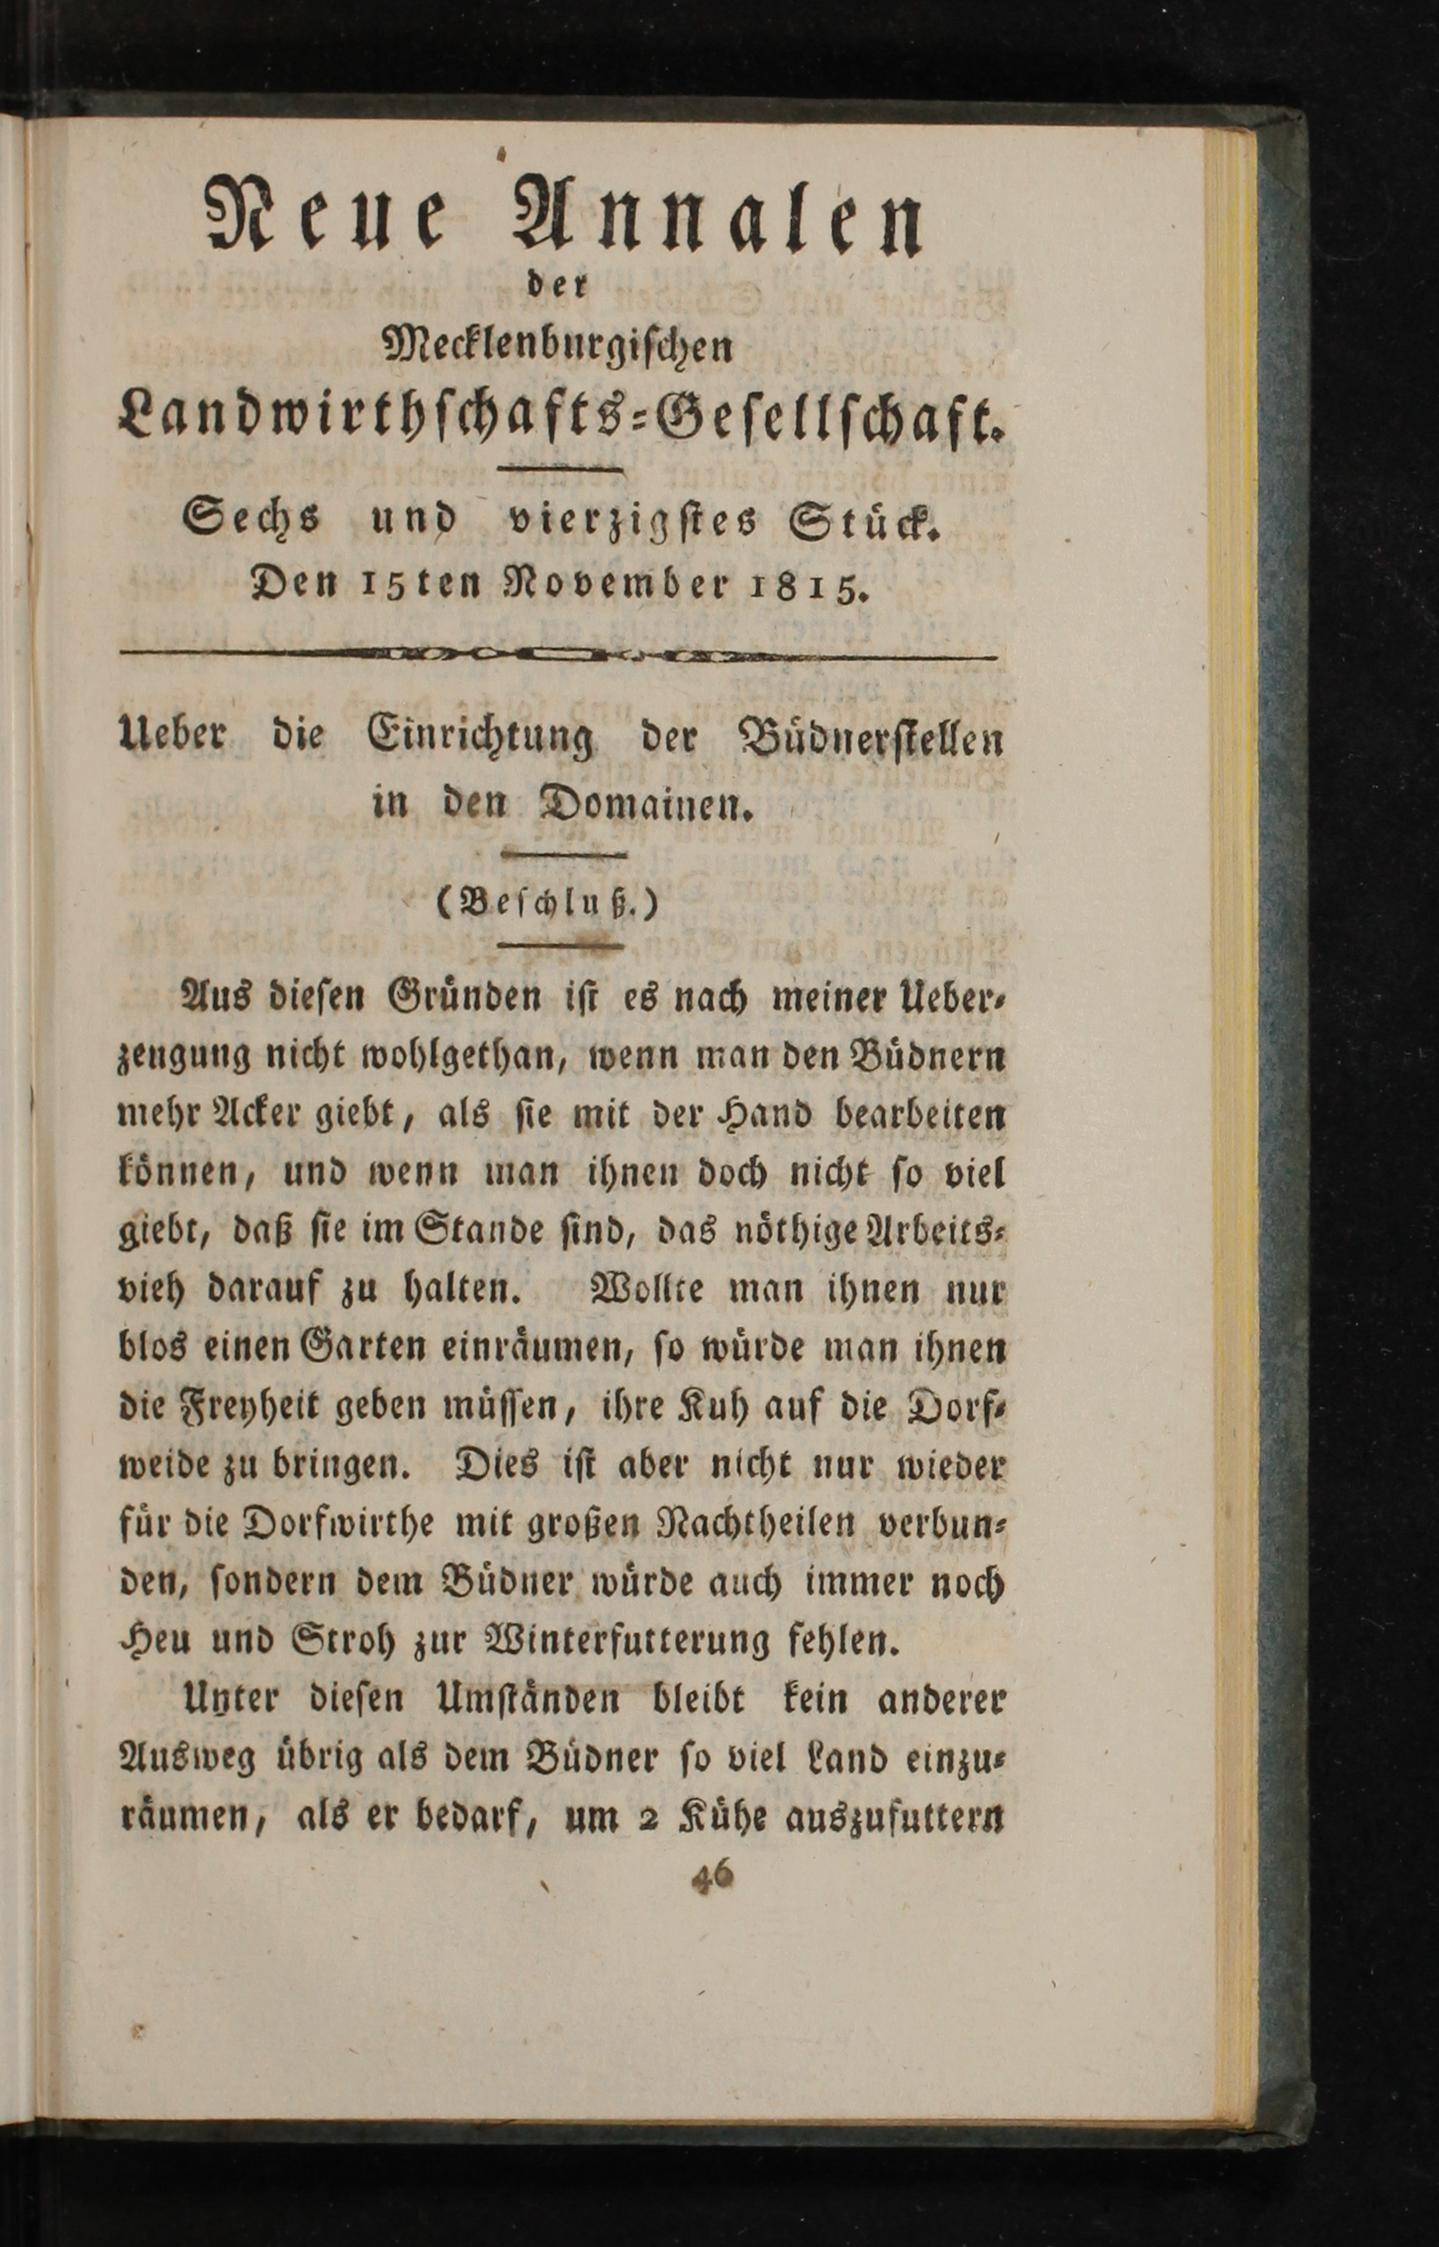 Neue Annalen
der
Mecklenburgiſchen
Landwirthſchafts=Geſellſchaft.
Sechs und vierzigſtes Stück.
Den 15ten November 1815.
Ueber die Einrichtung der Büdnerſtellen
in den Domainen.
(Beſchluß.)
Aus dieſen Gründen iſt es nach meiner Ueber=
zeugung nicht wohlgethan, wenn man den Büdnern
mehr Acker giebt, als ſie mit der Hand bearbeiten
können, und wenn man ihnen doch nicht ſo viel
giebt, daß ſie im Stande ſind, das nöthige Arbeits=
vieh darauf zu halten. Wollte man ihnen nur
blos einen Garten einräumen, ſo würde man ihnen
die Freyheit geben müſſen, ihre Kuh auf die Dorf=
weide zu bringen. Dies iſt aber nicht nur wieder
für die Dorfwirthe mit großen Nachtheilen verbun=
den, ſondern dem Büdner würde auch immer noch
Heu und Stroh zur Winterfutterung fehlen.
Unter dieſen Umſtänden bleibt kein anderer
Ausweg übrig als dem Büdner ſo viel Land einzu=
räumen, als er bedarf, um 2 Kühe auszufuttern
46